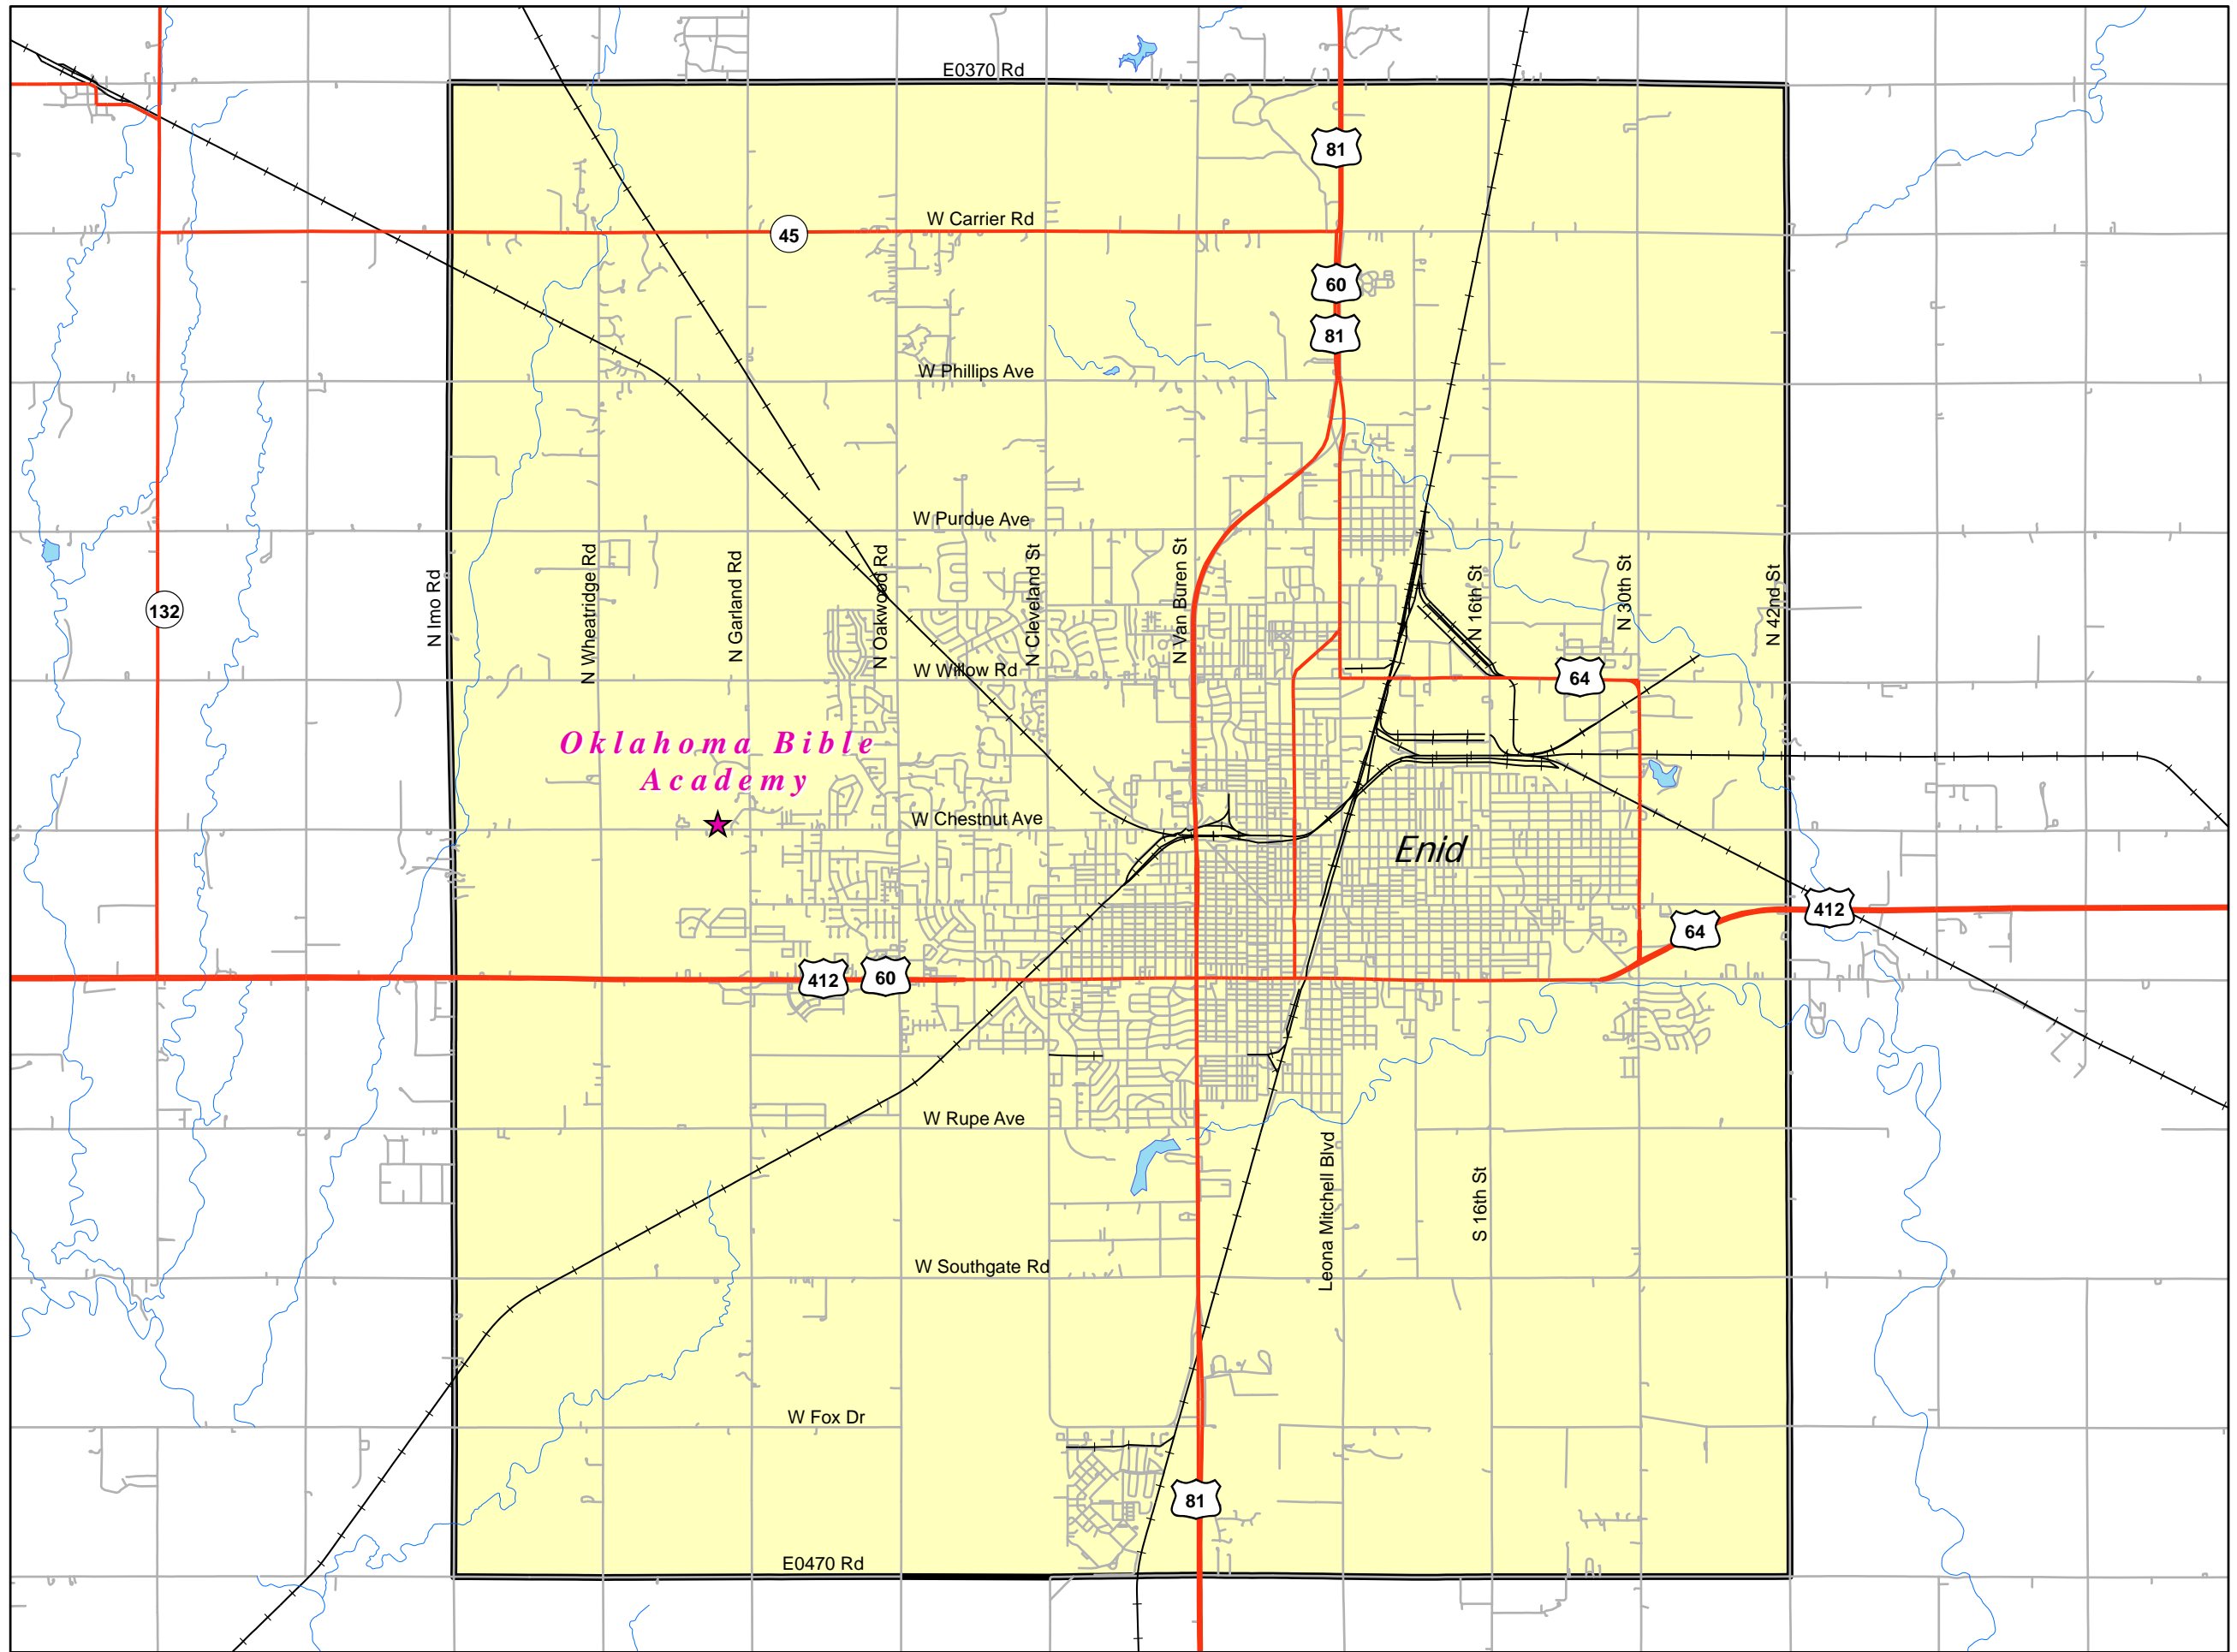 E0370 Rd
81
W Carrier Rd
45
60
81
W Phillips Ave
W Purdue Ave
132
N Imo Rd
N Wheatridge Rd
N Garland Rd
N Oakwood Rd
N Cleveland St
N Van Buren St
N 16th St
N 30th St
N 42nd St
W Willow Rd
64
Oklahoma Bible
Academy
W Chestnut Ave
Enid
412
64
412
60
W Rupe Ave
Leona Mitchell Blvd
S 16th St
W Southgate Rd
W Fox Dr
81
E0470 Rd